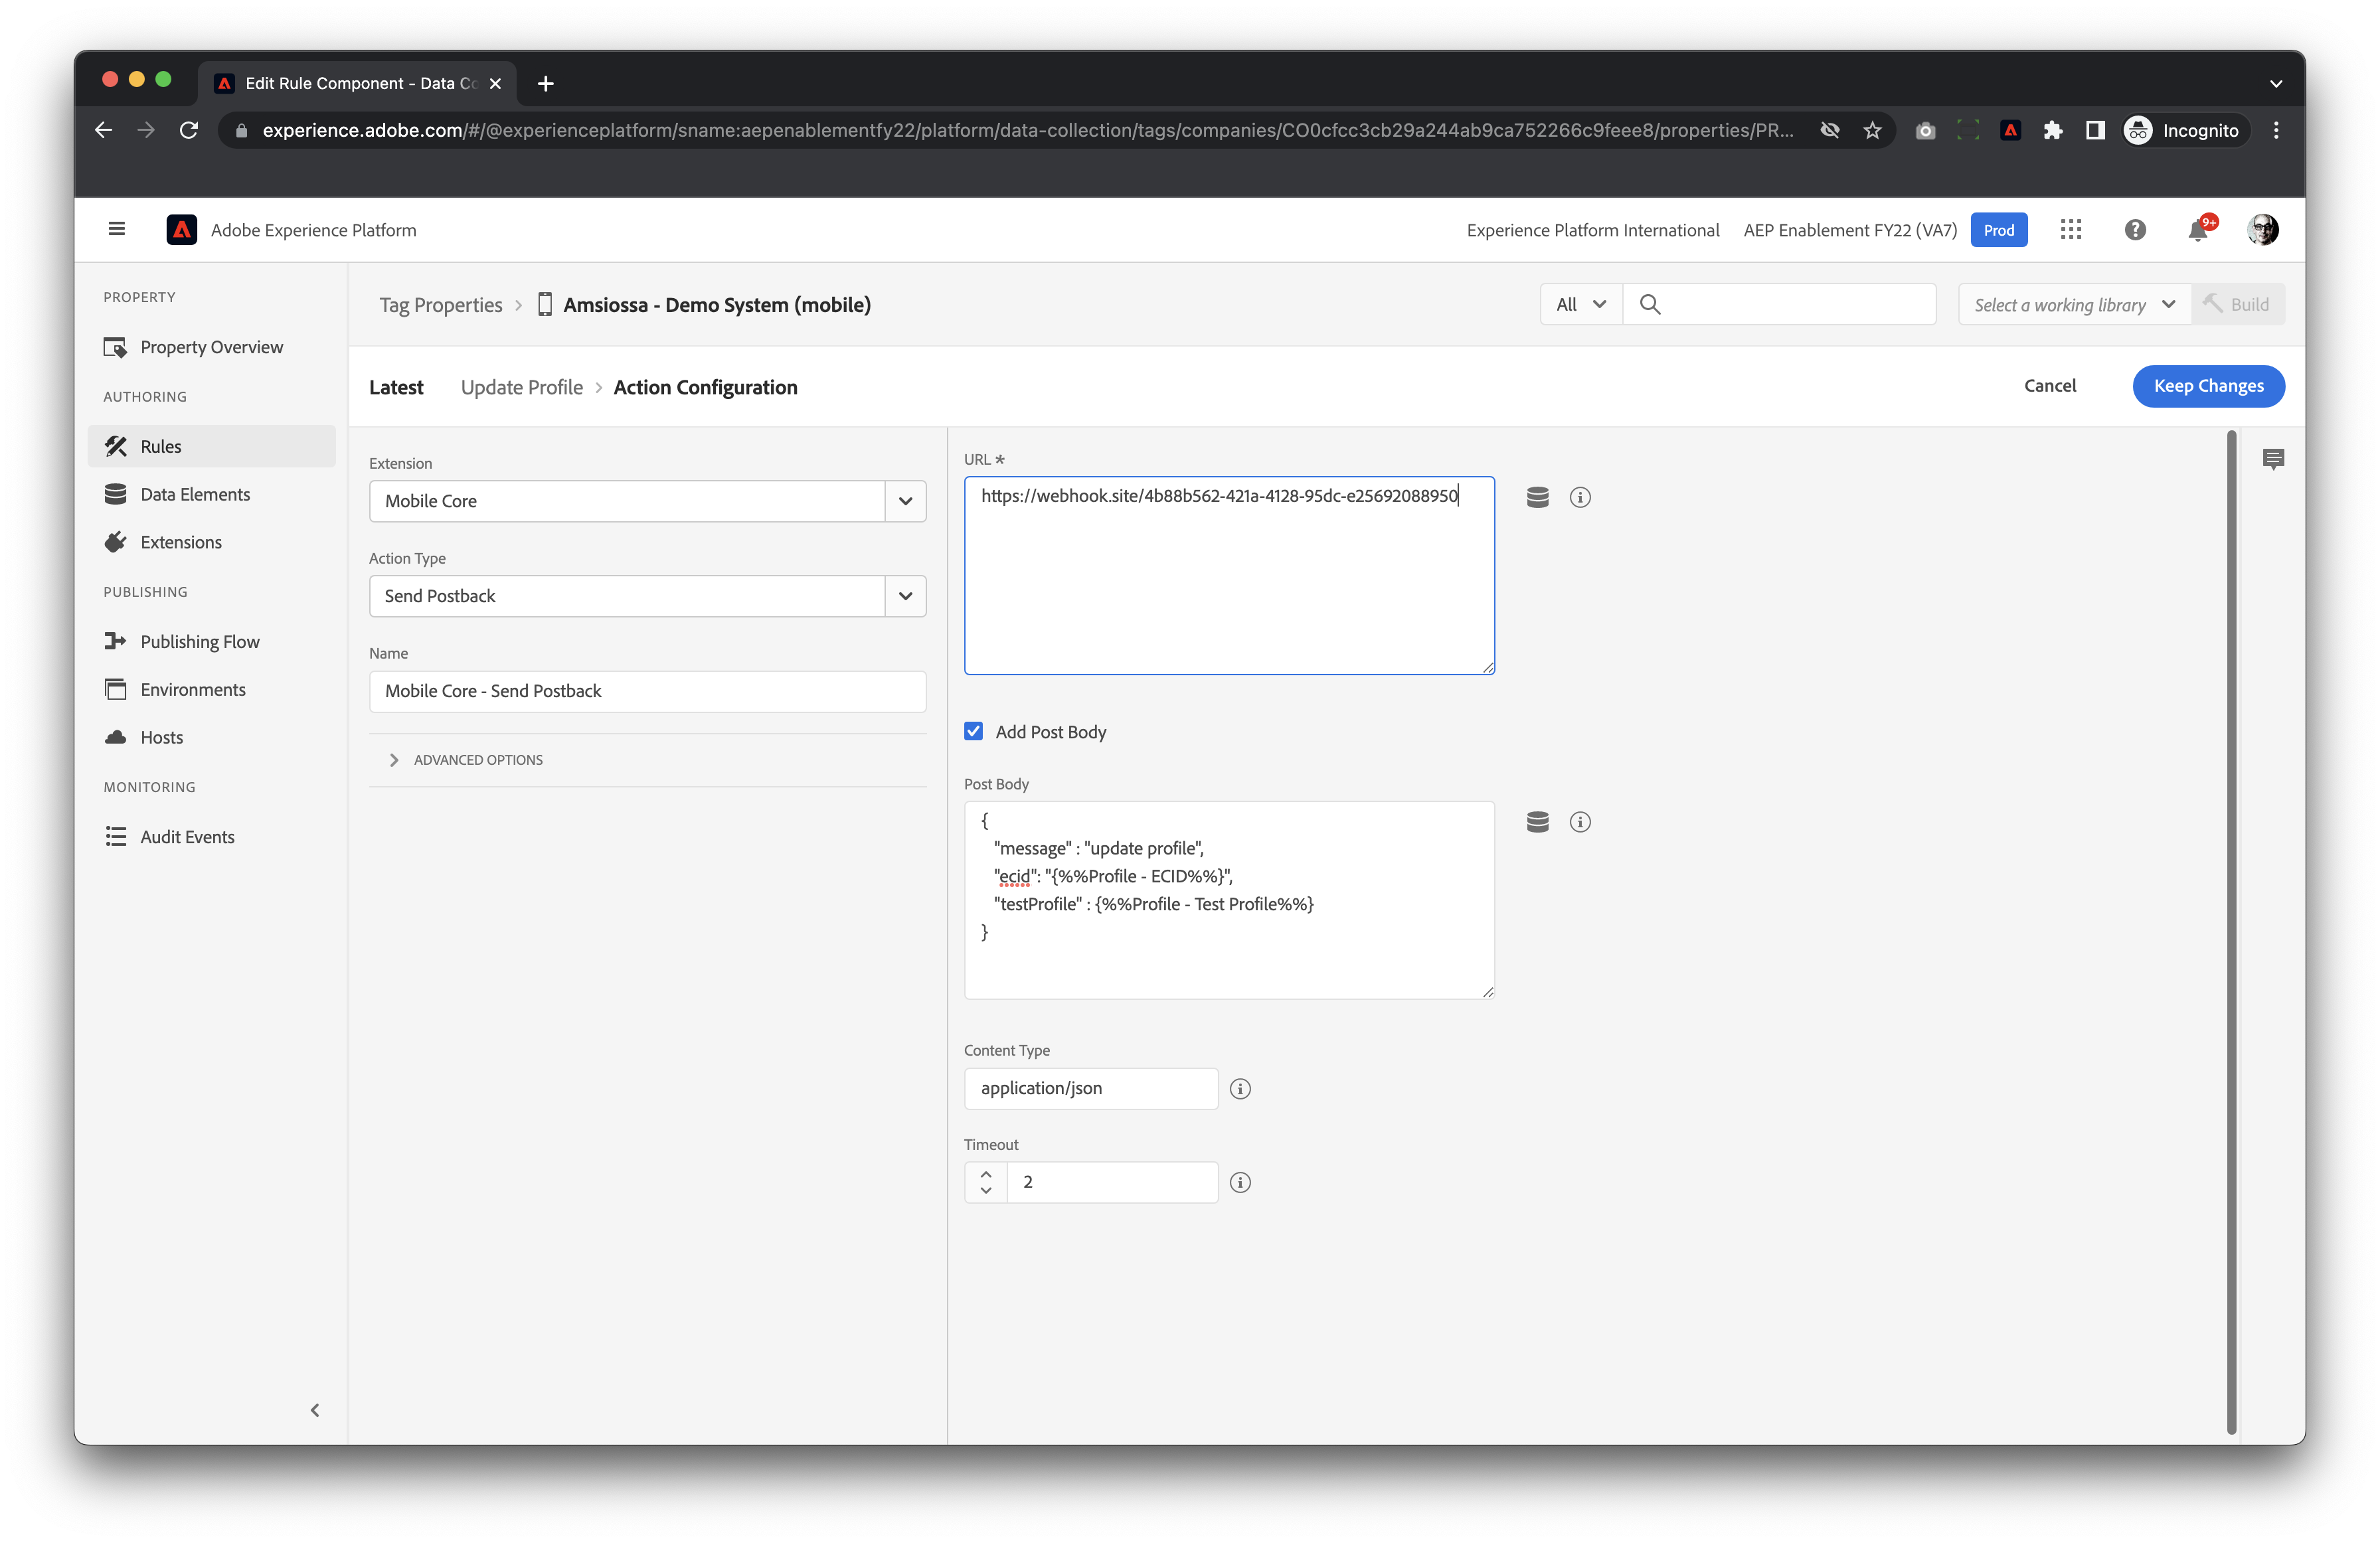 Edit Rule Component - Data Co
experience.adobe.com/#/@experienceplatform/sname:aepenablementfy22/platform/data-collection/tags/companies/CO0cfcc3cb29a244ab9ca752266c9feee8/properties/PR...
Incognito
Adobe Experience Platform
Experience Platform International
AEP Enablement FY22 (VA7)
Prod
9+
PROPERTY
Property Overview
AUTHORING
Rules
Data Elements
Extensions
PUBLISHING
Publishing Flow
Environments
Hosts
MONITORING
Audit Events
Tag Properties
Amsiossa - Demo System (mobile)
All
Select a working library
Build
Latest
Update Profile
Action Configuration
Cancel
Keep Changes
Extension
Mobile Core
Action Type
Send Postback
Name
Mobile Core - Send Postback
ADVANCED OPTIONS
URL *
https://webhook.site/4b88b562-421a-4128-95dc-e25692088950
Add Post Body
Post Body
{
"message" : "update profile",
"ecid": "{%%Profile - ECID%%}",
"testProfile" : {%%Profile - Test Profile%%}
}
Content Type
application/json
Timeout
2